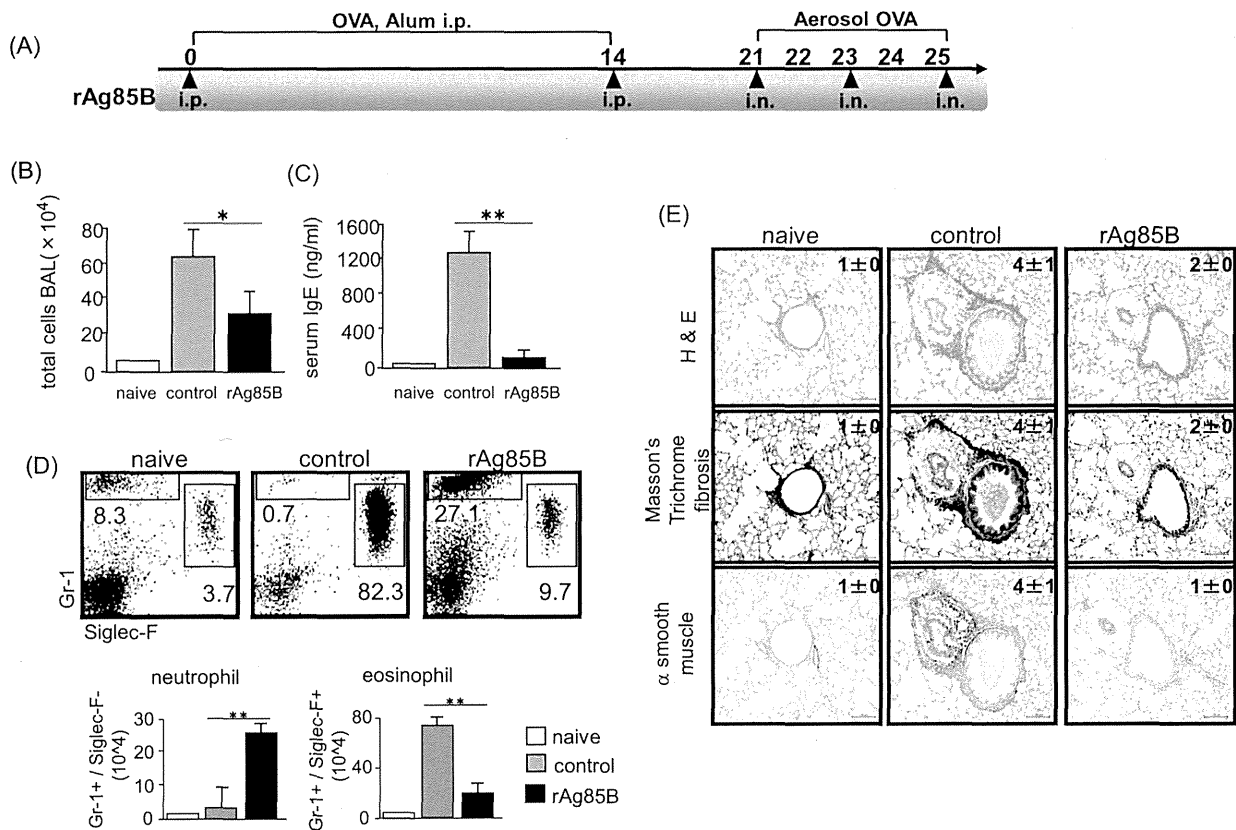 (A)
OVA, Alum i.p.
Aerosol OVA
0 14 21 22 23 24 25
rAg85B i.p. i.p. i.n. i.n. i.n.
(B)
total cells BAL( × 10⁴)
80
60
40
20
0
*
naive control rAg85B
(C)
serum IgE (ng/ml)
1600
1200
800
400
0
**
naive control rAg85B
(D)
naive control rAg85B
8.3 0.7 27.1
3.7 82.3 9.7
Gr-1
Siglec-F
neutrophil
Gr-1+ / Siglec-F-
(10^4)
30
20
10
0
**
eosinophil
Gr-1+ / Siglec-F+
(10^4)
80
40
0
**
naive
control
rAg85B
(E)
naive control rAg85B
H & E
1±0 4±1 2±0
Masson's
Trichrome
fibrosis
1±0 4±1 2±0
α smooth
muscle
1±0 4±1 1±0